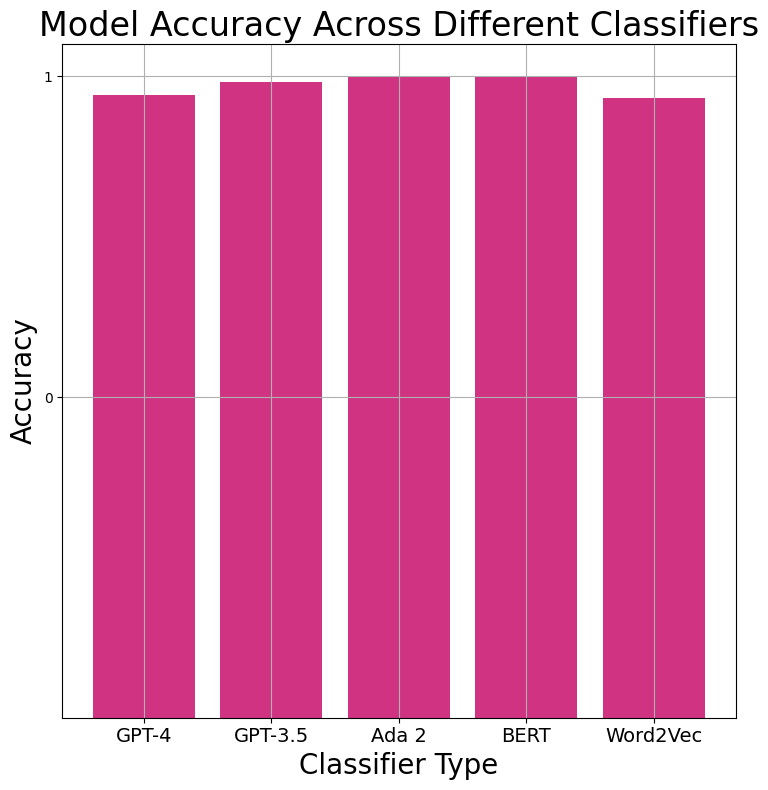 Model Accuracy Across Different Classifiers
1
0
Accuracy
GPT-4 GPT-3.5 Ada 2 BERT Word2Vec
Classifier Type